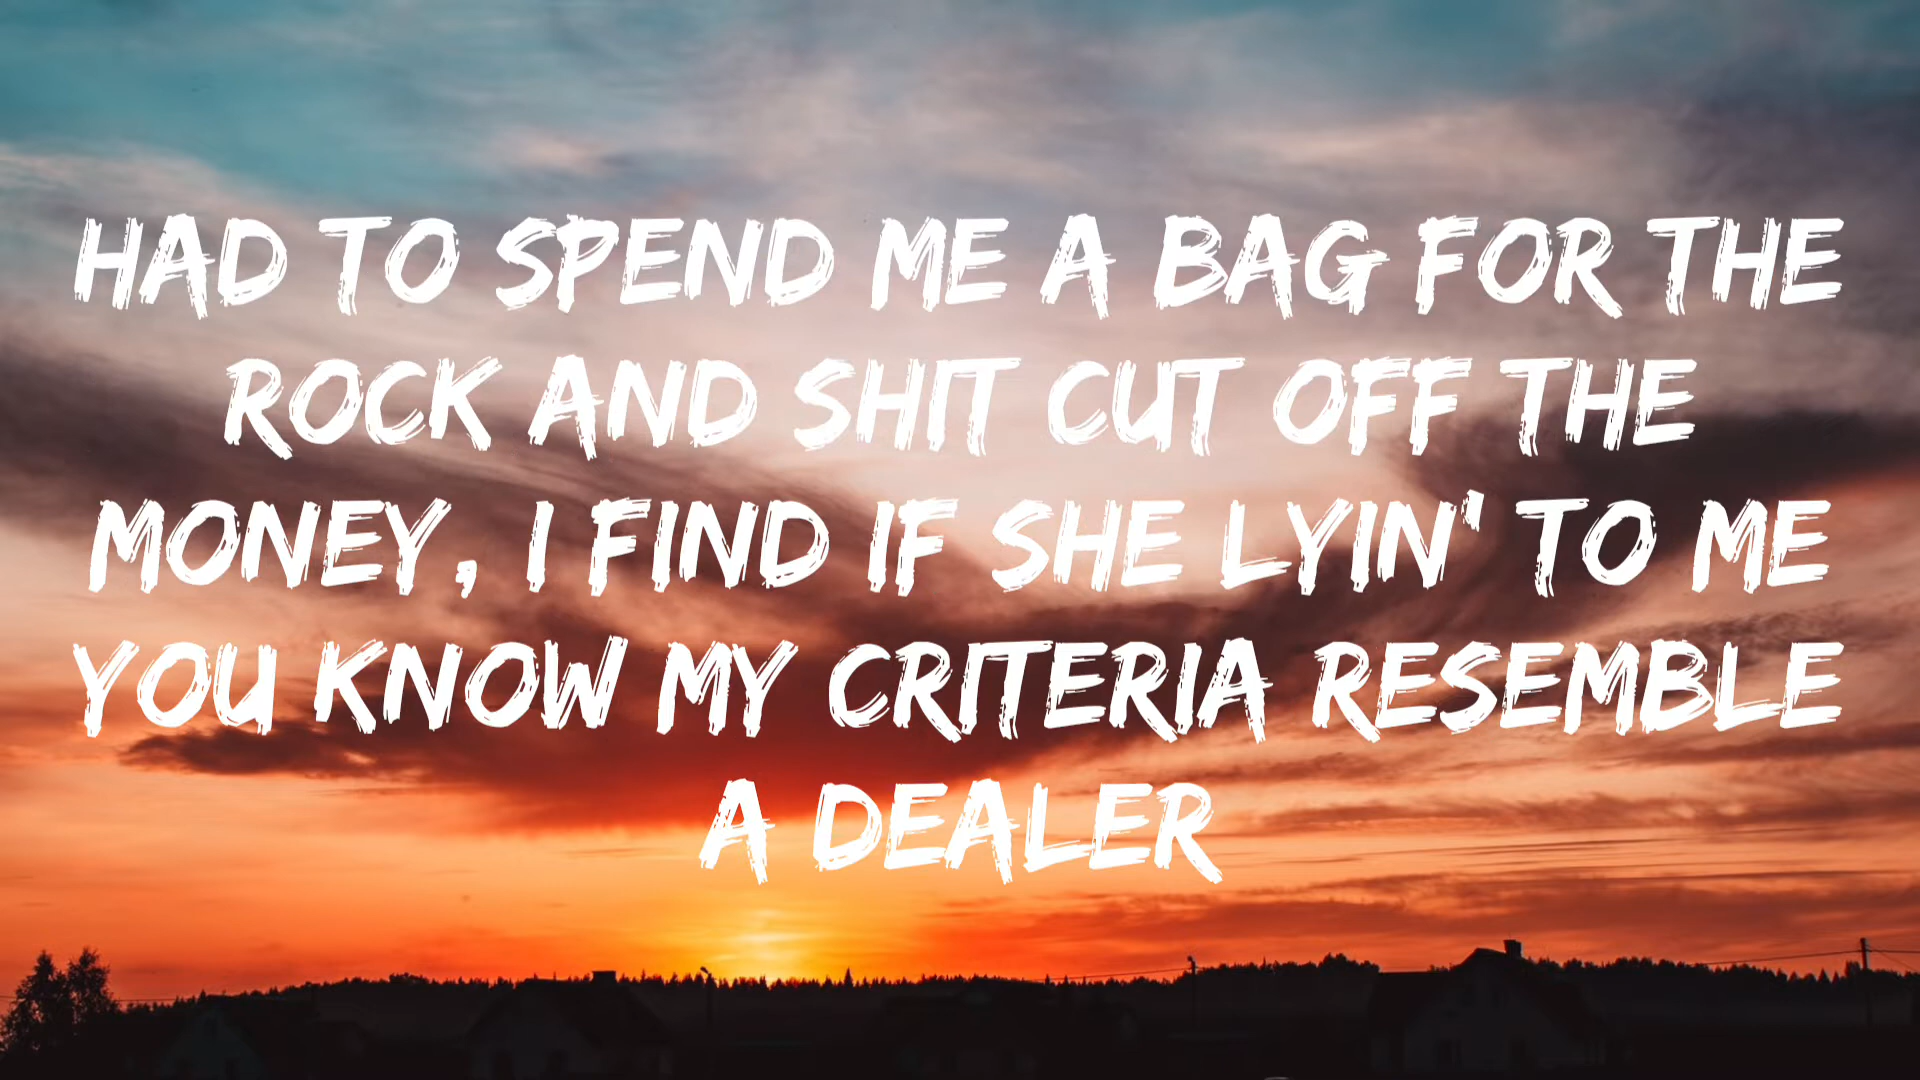 HAD TO SPEND ME A BAG FOR THE
ROCK AND SHIT CUT OFF THE
MONEY, I FIND IF SHE LYIN' TO ME
YOU KNOW MY CRITERIA RESEMBLE
A DEALER